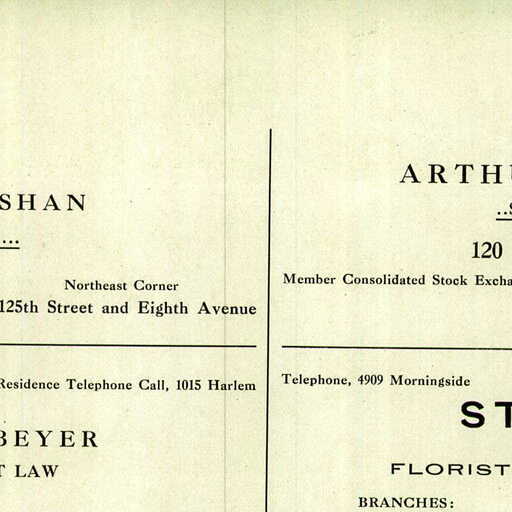 SHAN
....
Northeast Corner
125th Street and Eighth Avenue
Residence Telephone Call, 1015 Harlem
BEYER
T LAW
ARTHU
..S
120
Member Consolidated Stock Excha
Telephone, 4909 Morningside
ST
FLORIST
BRANCHES: